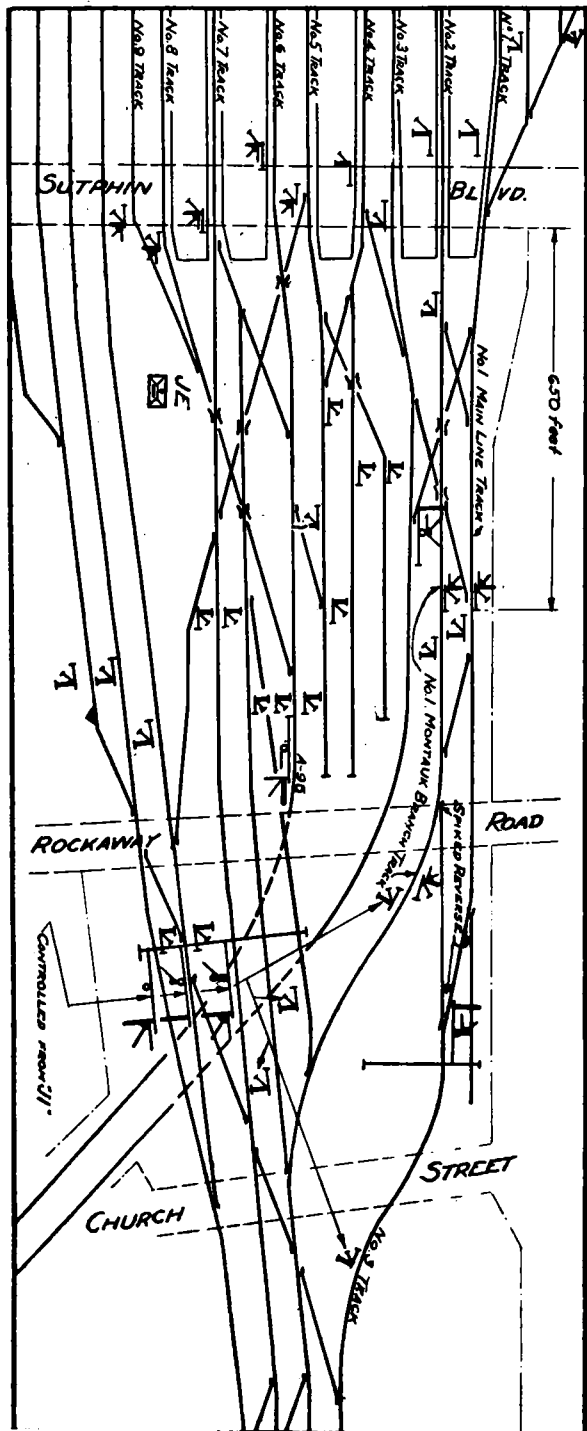 No.9 TRACK
No.8 TRACK
No.7 TRACK
No.6 TRACK
No.5 TRACK
No.4 TRACK
No.3 TRACK
No.2 TRACK
No 1 TRACK
SUTPHIN BLVD.
650 feet
No.1 MAIN LINE TRACK
JE
No.1. MONTAUK BRANCH TRACK
A-90
SPIKED REVERSE
ROCKAWAY ROAD
CONTROLLED FROM "J"
CHURCH STREET
No.3 TRACK